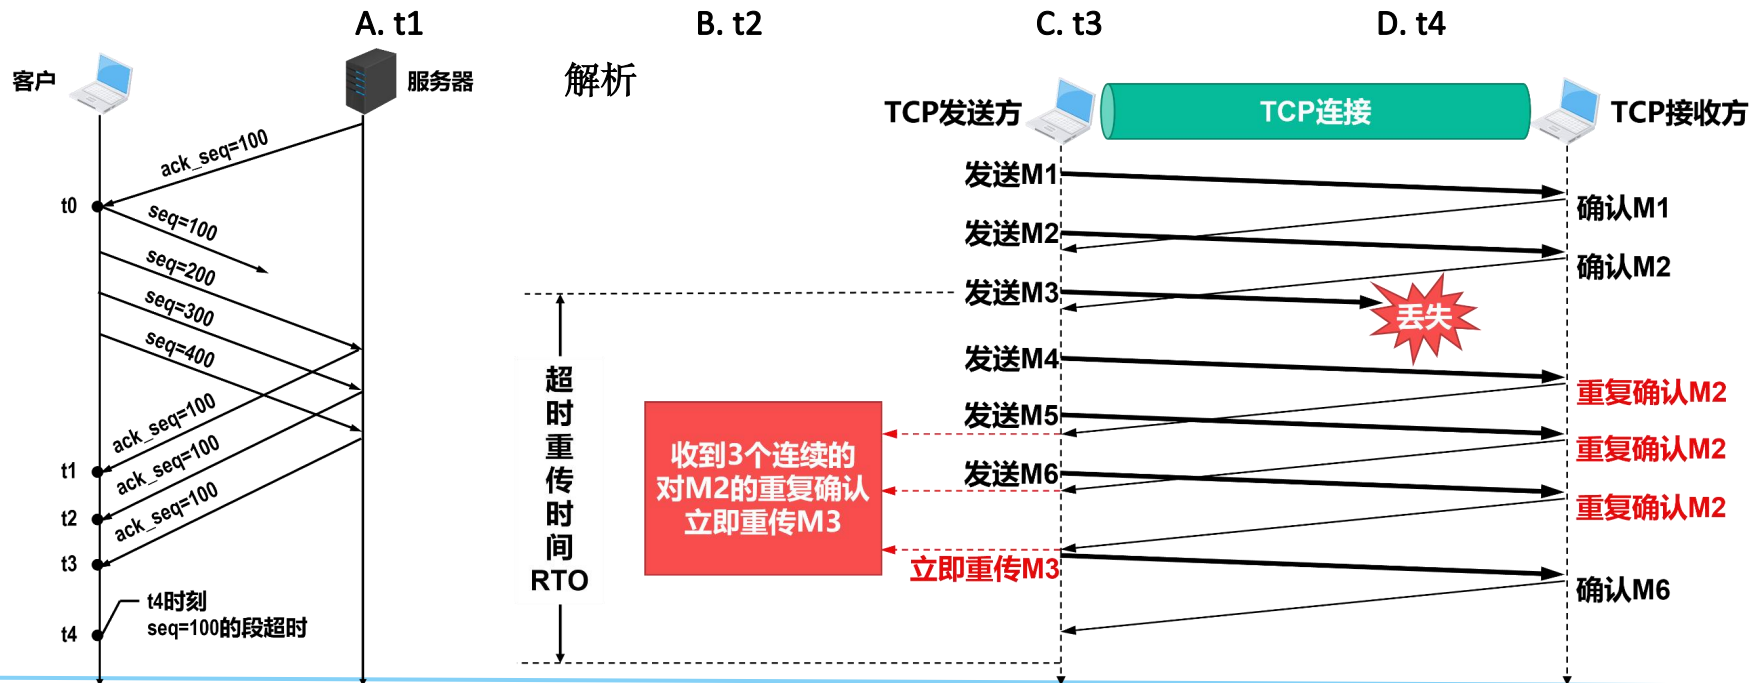 A. t1
B. t2
C. t3
D. t4
客户
服务器
解析
ack_seq=100
t0
seq=100
seq=200
seq=300
seq=400
ack_seq=100
t1
ack_seq=100
t2
ack_seq=100
t3
t4时刻
seq=100的段超时
t4
TCP发送方
TCP连接
TCP接收方
发送M1
确认M1
发送M2
确认M2
发送M3
丢失
发送M4
重复确认M2
发送M5
重复确认M2
发送M6
重复确认M2
立即重传M3
确认M6
超
时
重
传
时
间
RTO
收到3个连续的
对M2的重复确认
立即重传M3